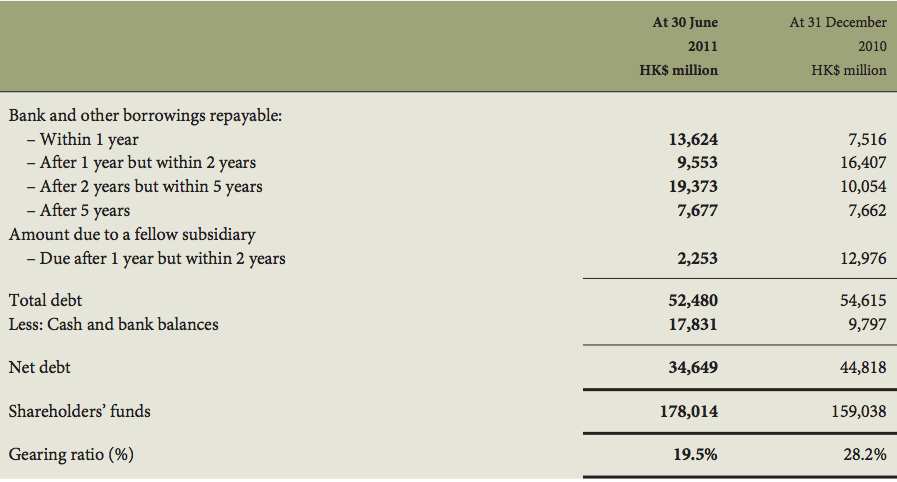 At 30 June At 31 December
2011 2010
HK$ million HK$ million
Bank and other borrowings repayable:
– Within 1 year 13,624 7,516
– After 1 year but within 2 years 9,553 16,407
– After 2 years but within 5 years 19,373 10,054
– After 5 years 7,677 7,662
Amount due to a fellow subsidiary
– Due after 1 year but within 2 years 2,253 12,976
Total debt 52,480 54,615
Less: Cash and bank balances 17,831 9,797
Net debt 34,649 44,818
Shareholders’ funds 178,014 159,038
Gearing ratio (%) 19.5% 28.2%